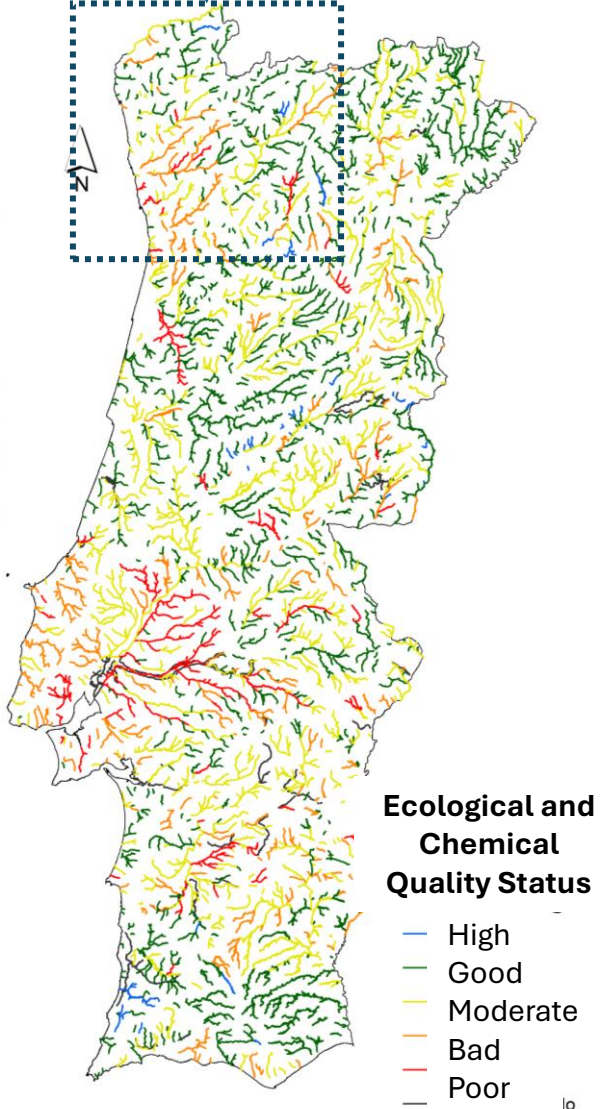 N
Ecological and
Chemical
Quality Status
High
Good
Moderate
Bad
Poor